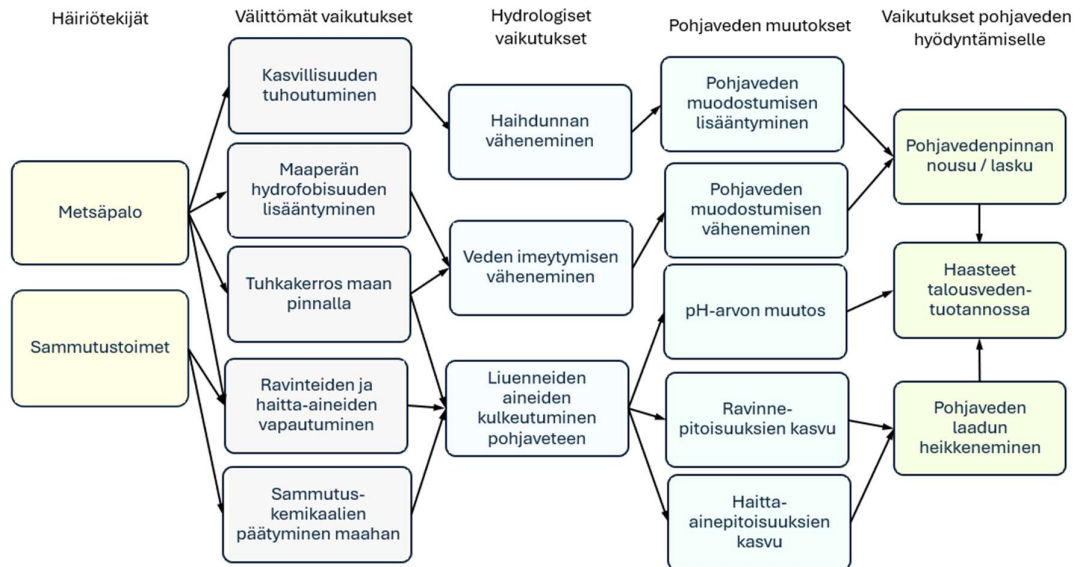 Häiriötekijät
Välittömät vaikutukset
Hydrologiset
vaikutukset
Pohjaveden muutokset
Vaikutukset pohjaveden
hyödyntämiselle
Metsäpalo
Sammutustoimet
Kasvillisuuden
tuhoutuminen
Maaperän
hydrofobisuuden
lisääntyminen
Tuhkakerros maan
pinnalla
Ravinteiden ja
haitta-aineiden
vapautuminen
Sammutus-
kemikaalien
päätyminen maahan
Haihdunnan
väheneminen
Veden imeytymisen
väheneminen
Liuenneiden
aineiden
kulkeutuminen
pohjaveteen
Pohjaveden
muodostumisen
lisääntyminen
Pohjaveden
muodostumisen
väheneminen
pH-arvon muutos
Ravinne-
pitoisuuksien kasvu
Haitta-
ainepitoisuuksien
kasvu
Pohjavedenpinnan
nousu / lasku
Haasteet
talousveden-
tuotannossa
Pohjaveden
laadun
heikkeneminen